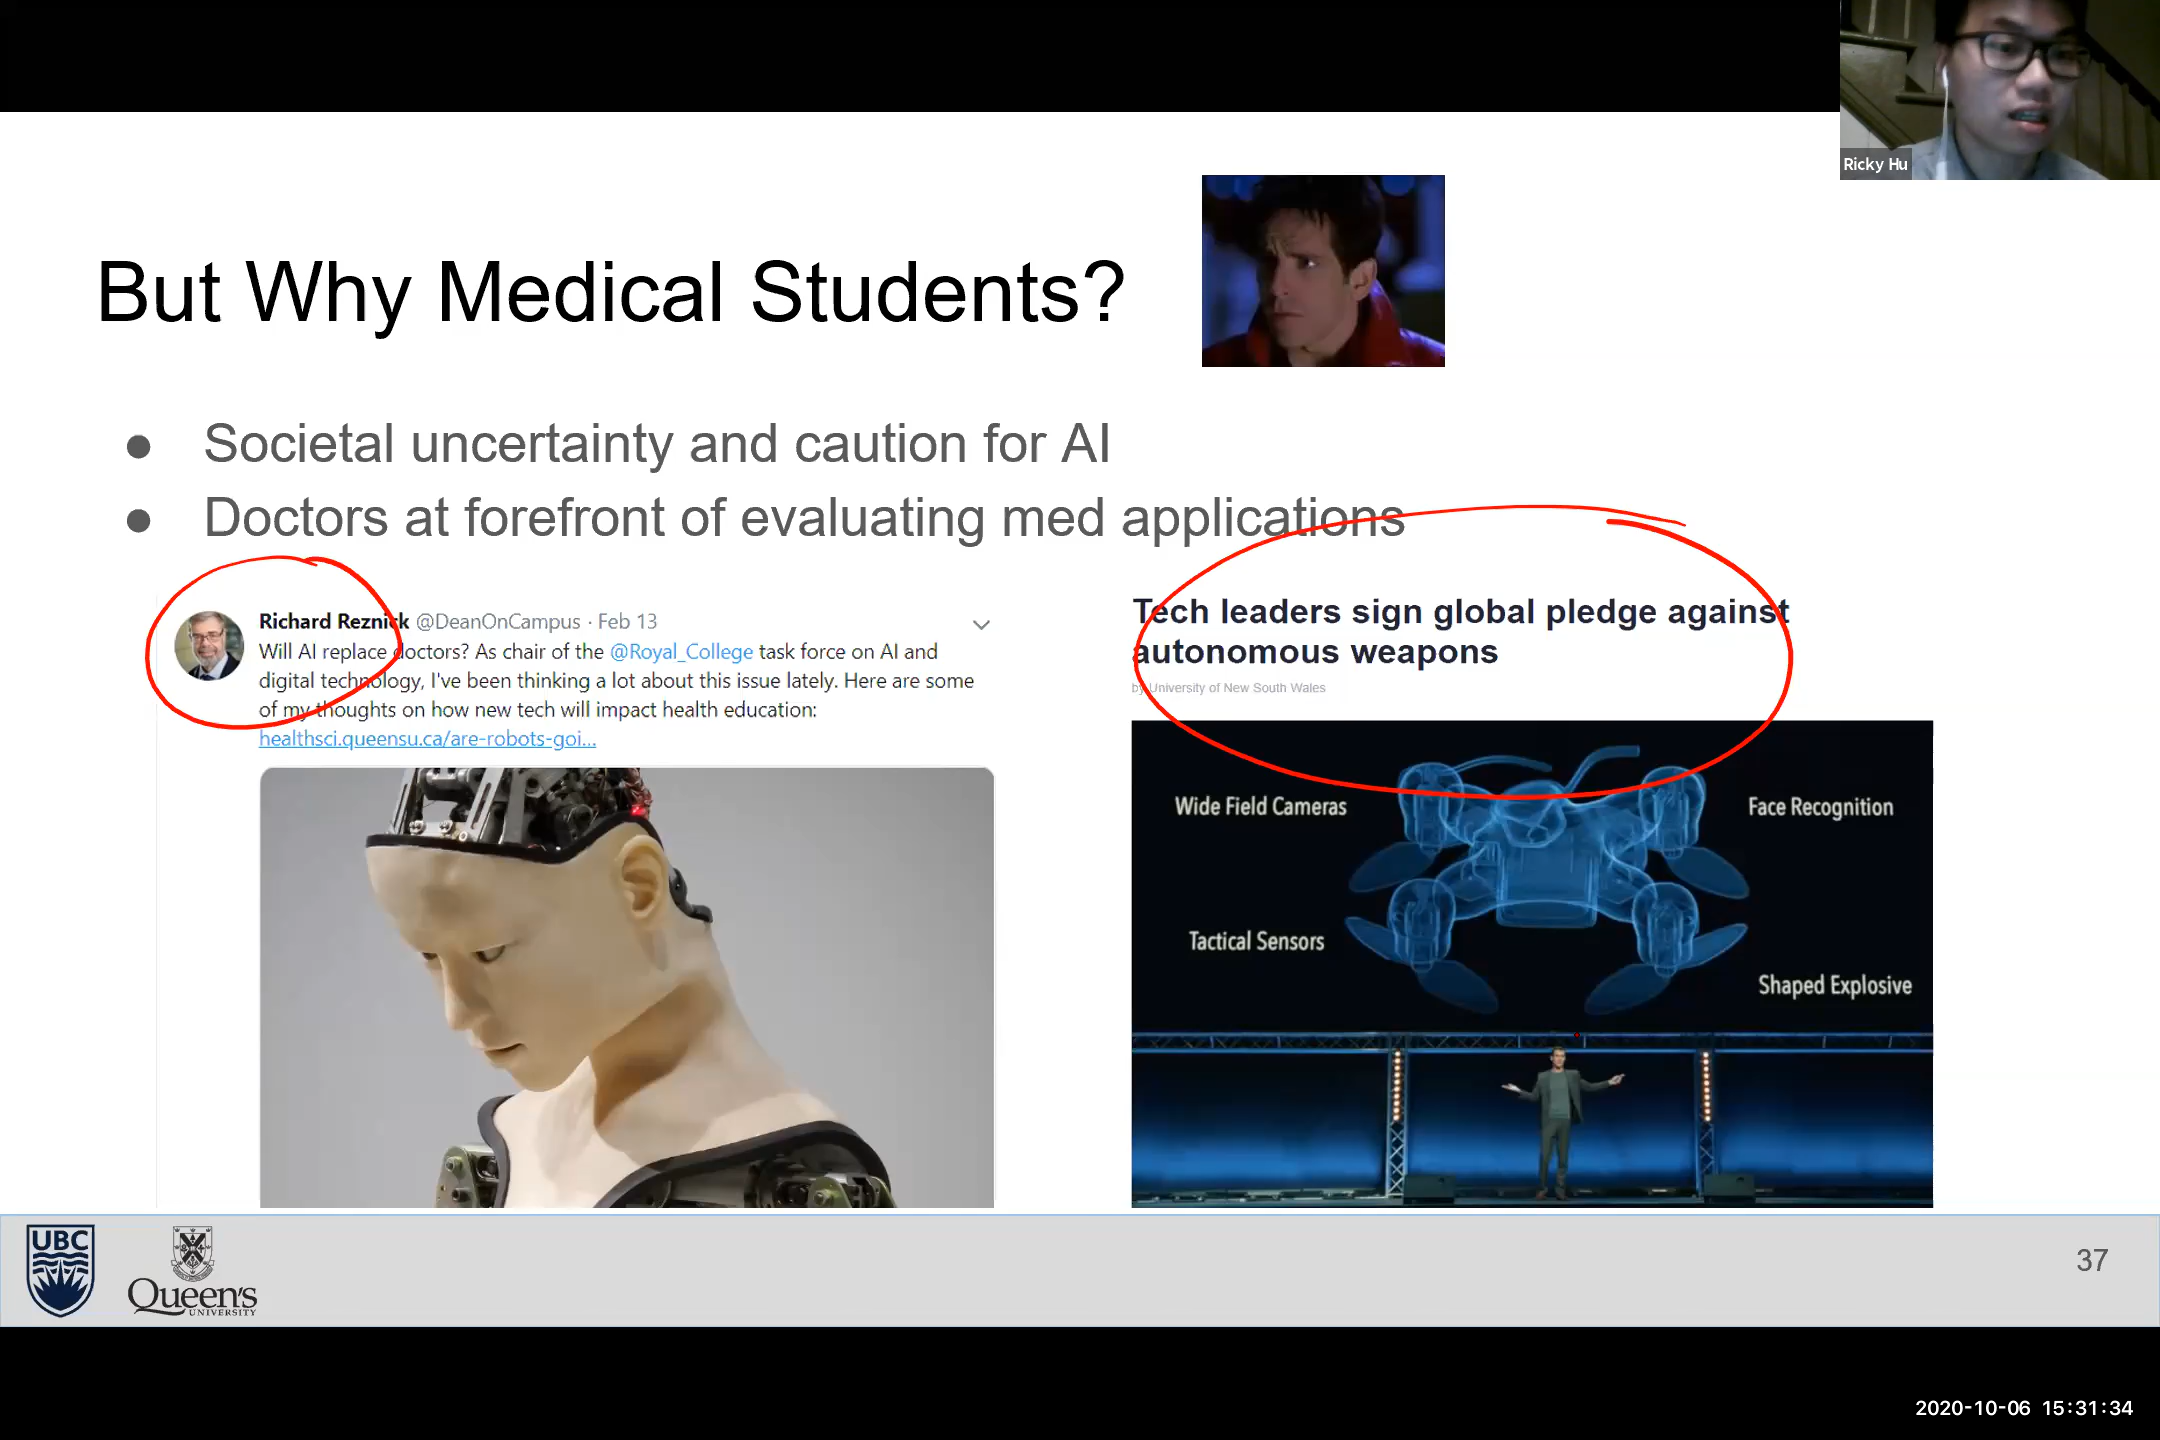 Ricky Hu
But Why Medical Students?
● Societal uncertainty and caution for AI
● Doctors at forefront of evaluating med applications
Richard Reznick @DeanOnCampus · Feb 13
Will AI replace doctors? As chair of the @Royal_College task force on AI and
digital technology, I've been thinking a lot about this issue lately. Here are some
of my thoughts on how new tech will impact health education:
healthsci.queensu.ca/are-robots-goi...
Tech leaders sign global pledge against
autonomous weapons
by University of New South Wales
Wide Field Cameras
Face Recognition
Tactical Sensors
Shaped Explosive
UBC
Queen's
UNIVERSITY
37
2020-10-06 15:31:34